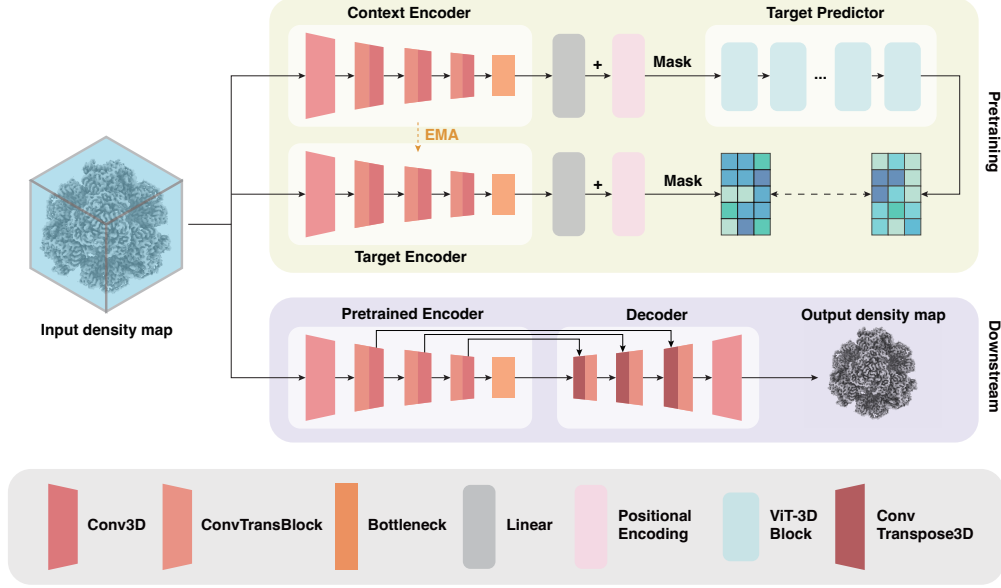 Context Encoder
Target Predictor
+
Mask
...
EMA
Pretraining
+
Mask
Target Encoder
Input density map
Pretrained Encoder
Decoder
Output density map
Downstream
Conv3D
ConvTransBlock
Bottleneck
Linear
Positional
Encoding
ViT-3D
Block
Conv
Transpose3D